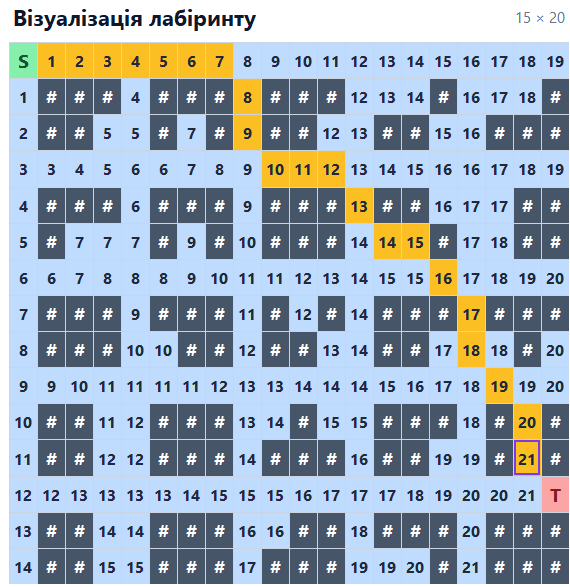 Візуалізація лабіринту 15 × 20
S 1 2 3 4 5 6 7 8 9 10 11 12 13 14 15 16 17 18 19
1 # # # 4 # # # 8 # # # 12 13 14 # 16 17 18 #
2 # # 5 5 # 7 # 9 # # 12 13 # # 15 16 # # #
3 3 4 5 6 6 7 8 9 10 11 12 13 14 15 16 16 17 18 19
4 # # # 6 # # # 9 # # # 13 # # 16 17 17 # #
5 # 7 7 7 # 9 # 10 # # # 14 14 15 # 17 18 # #
6 6 7 8 8 8 9 10 11 11 12 13 14 15 15 16 17 18 19 20
7 # # # 9 # # # 11 # 12 # 14 # # # 17 # # #
8 # # # 10 10 # # 12 # # 13 14 # # 17 18 18 # 20
9 9 10 11 11 11 11 12 13 13 14 14 14 15 16 17 18 19 19 20
10 # # 11 12 # # # 13 14 # 15 15 # # # 18 # 20 #
11 # # 12 12 # # # 14 # # # 16 # # 19 19 # 21 #
12 12 13 13 13 13 14 15 15 15 16 17 17 17 18 19 20 20 21 T
13 # # 14 14 # # # 16 16 # # 18 # # # 20 # # #
14 # # 15 15 # # # 17 # # # 19 19 20 # 21 # # #